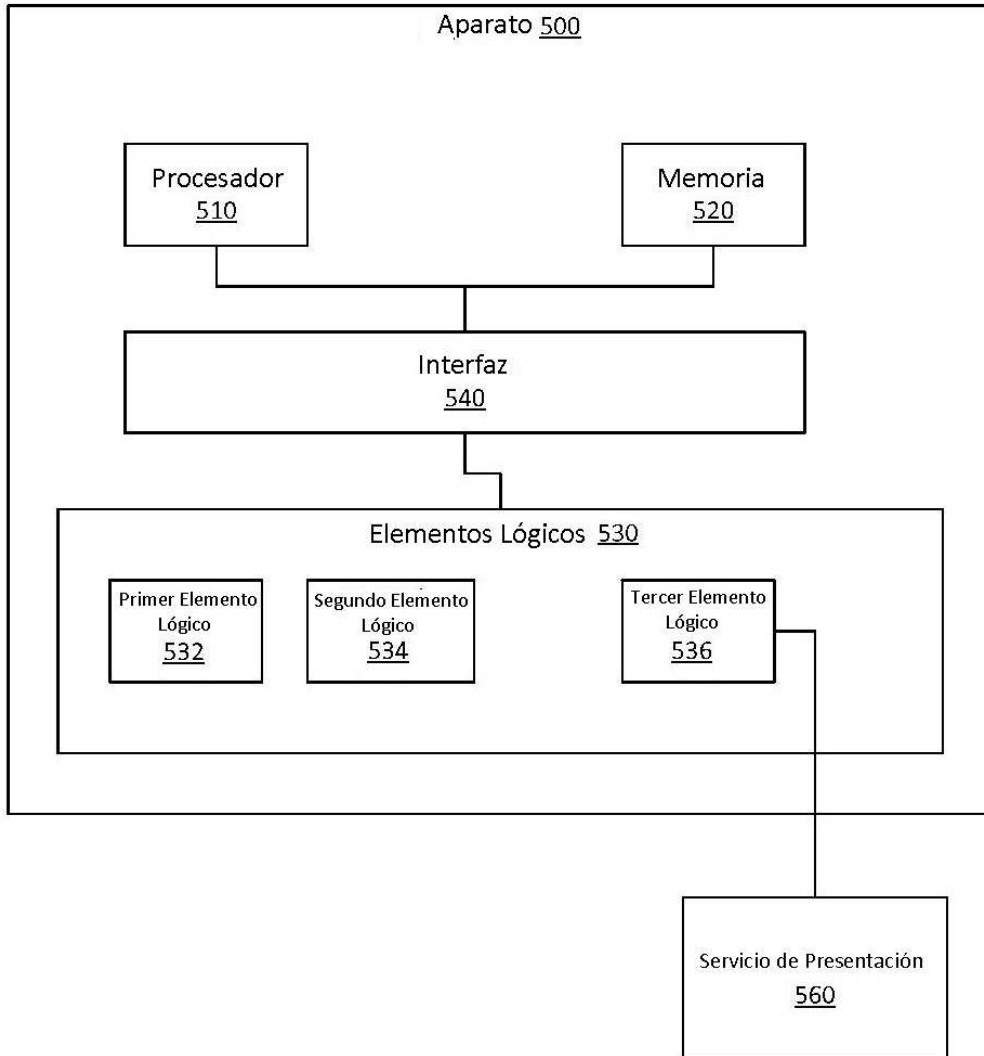 Aparato 500
Procesador
510
Memoria
520
Interfaz
540
Elementos Lógicos 530
Primer Elemento
Lógico
532
Segundo Elemento
Lógico
534
Tercer Elemento
Lógico
536
Servicio de Presentación
560